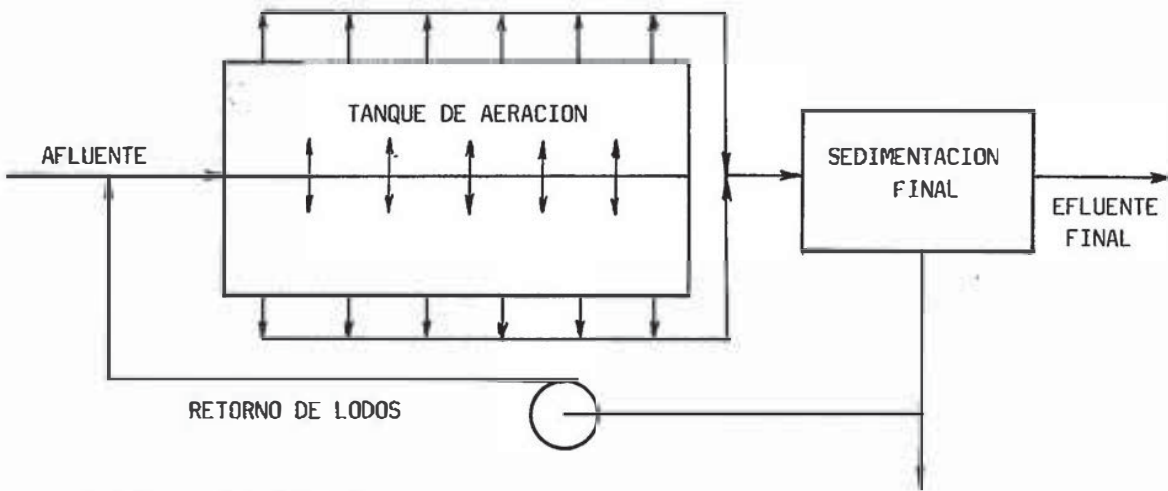 TANQUE DE AERACION
AFLUENTE
SEDIMENTACION
FINAL
EFLUENTE
FINAL
RETORNO DE LODOS